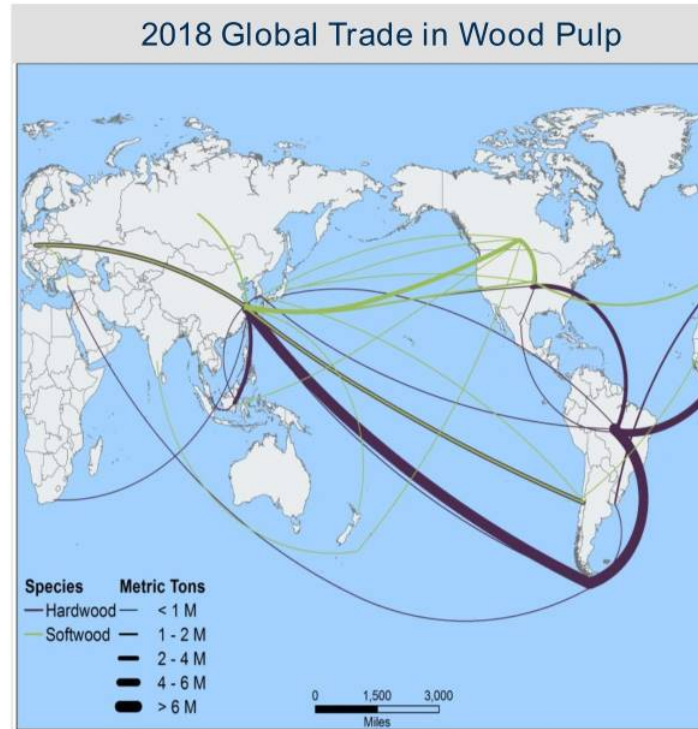 2018 Global Trade in Wood Pulp
Species Metric Tons
Hardwood < 1 M
Softwood 1 - 2 M
2 - 4 M
4 - 6 M
> 6 M
0 1,500 3,000
Miles